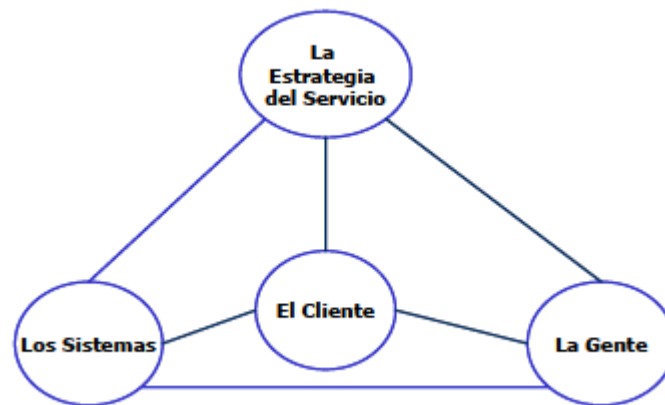 La
Estrategia
del Servicio
El Cliente
Los Sistemas
La Gente